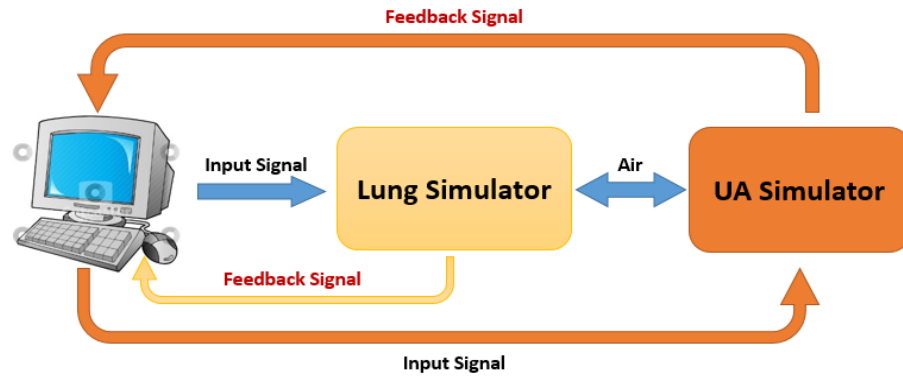 Feedback Signal
Input Signal
Lung Simulator
Air
UA Simulator
Feedback Signal
Input Signal